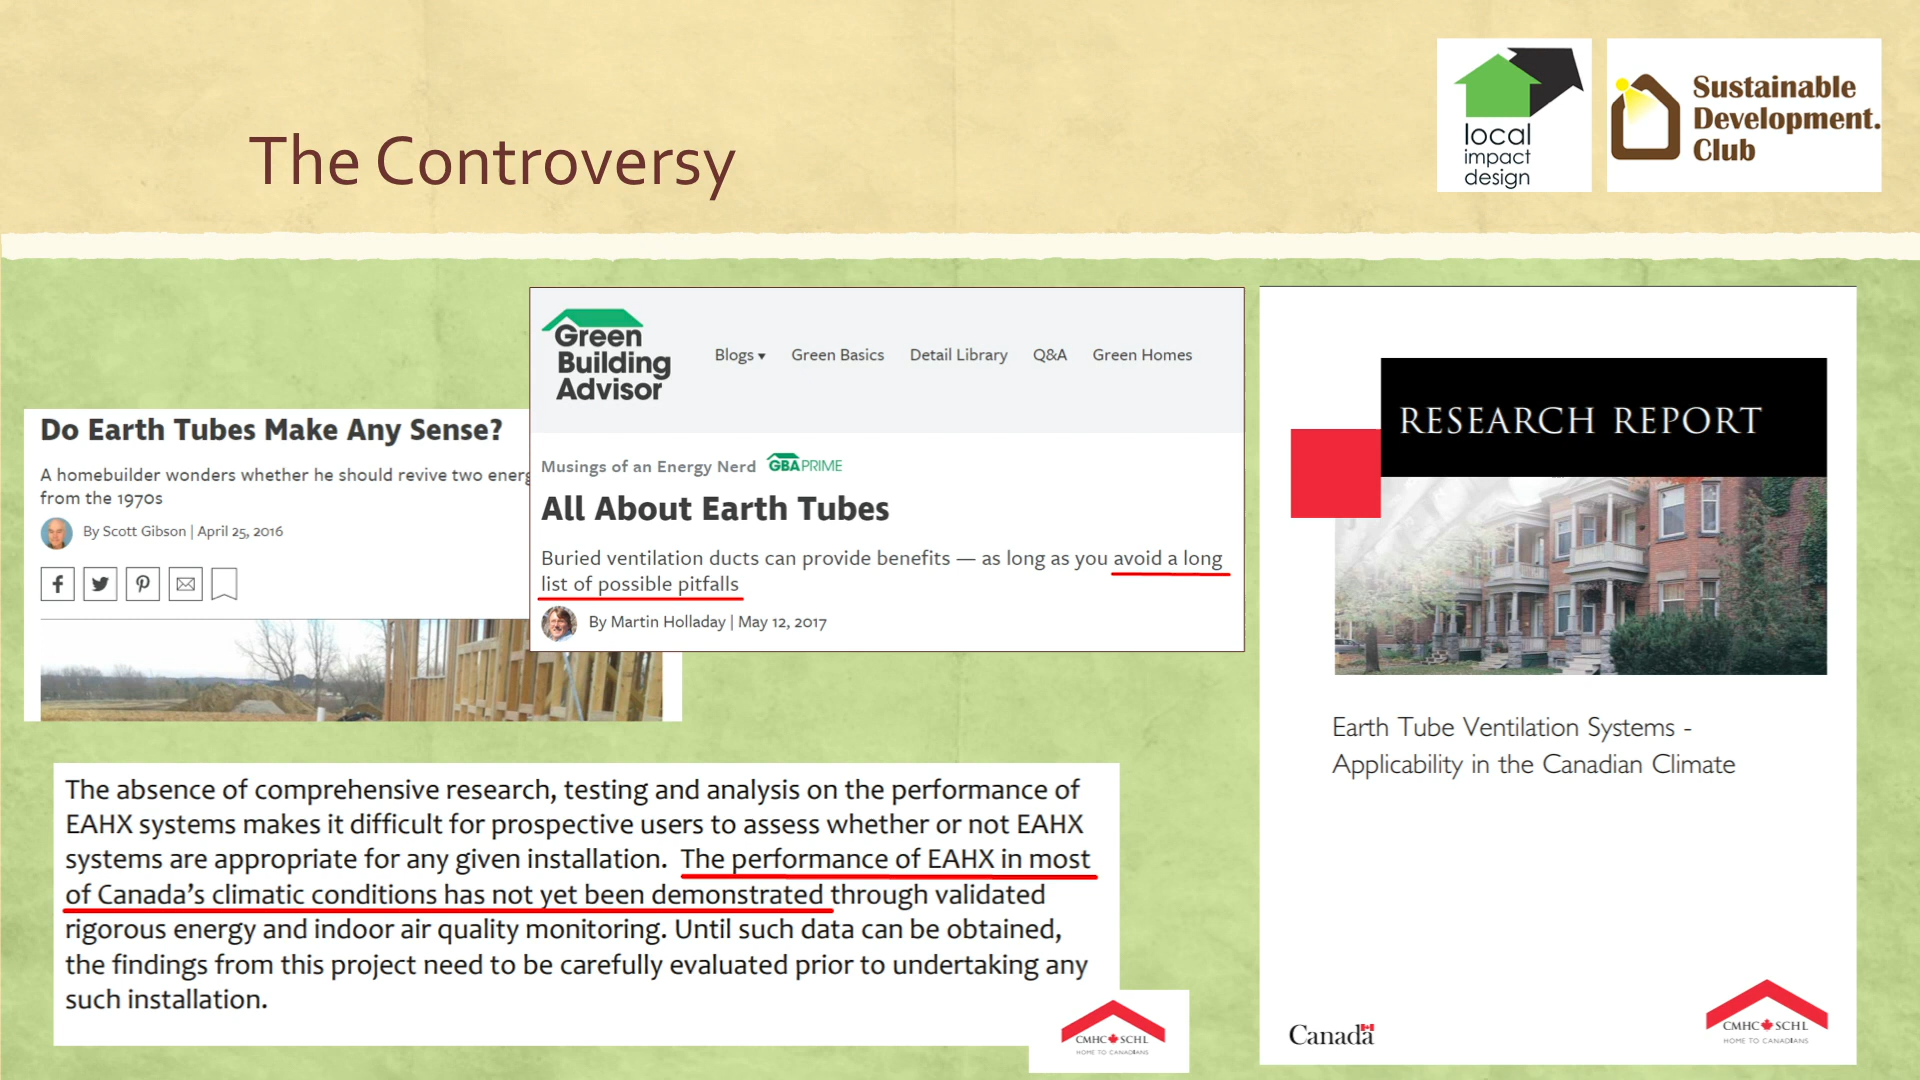 The Controversy
local
impact
design
Sustainable
Development.
Club
Do Earth Tubes Make Any Sense?
A homebuilder wonders whether he should revive two energ
from the 1970s
By Scott Gibson | April 25, 2016
Green
Building
Advisor
Blogs ▾ Green Basics Detail Library Q&A Green Homes
Musings of an Energy Nerd GBA PRIME
All About Earth Tubes
Buried ventilation ducts can provide benefits — as long as you avoid a long
list of possible pitfalls
By Martin Holladay | May 12, 2017
RESEARCH REPORT
Earth Tube Ventilation Systems -
Applicability in the Canadian Climate
Canada
CMHC SCHL
HOME TO CANADIANS
The absence of comprehensive research, testing and analysis on the performance of
EAHX systems makes it difficult for prospective users to assess whether or not EAHX
systems are appropriate for any given installation. The performance of EAHX in most
of Canada's climatic conditions has not yet been demonstrated through validated
rigorous energy and indoor air quality monitoring. Until such data can be obtained,
the findings from this project need to be carefully evaluated prior to undertaking any
such installation.
CMHC SCHL
HOME TO CANADIANS